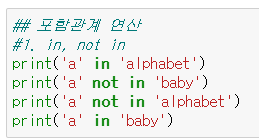 ## 포함관계 연산
#1. in, not in
print('a' in 'alphabet')
print('a' not in 'baby')
print('a' not in 'alphabet')
print('a' in 'baby')